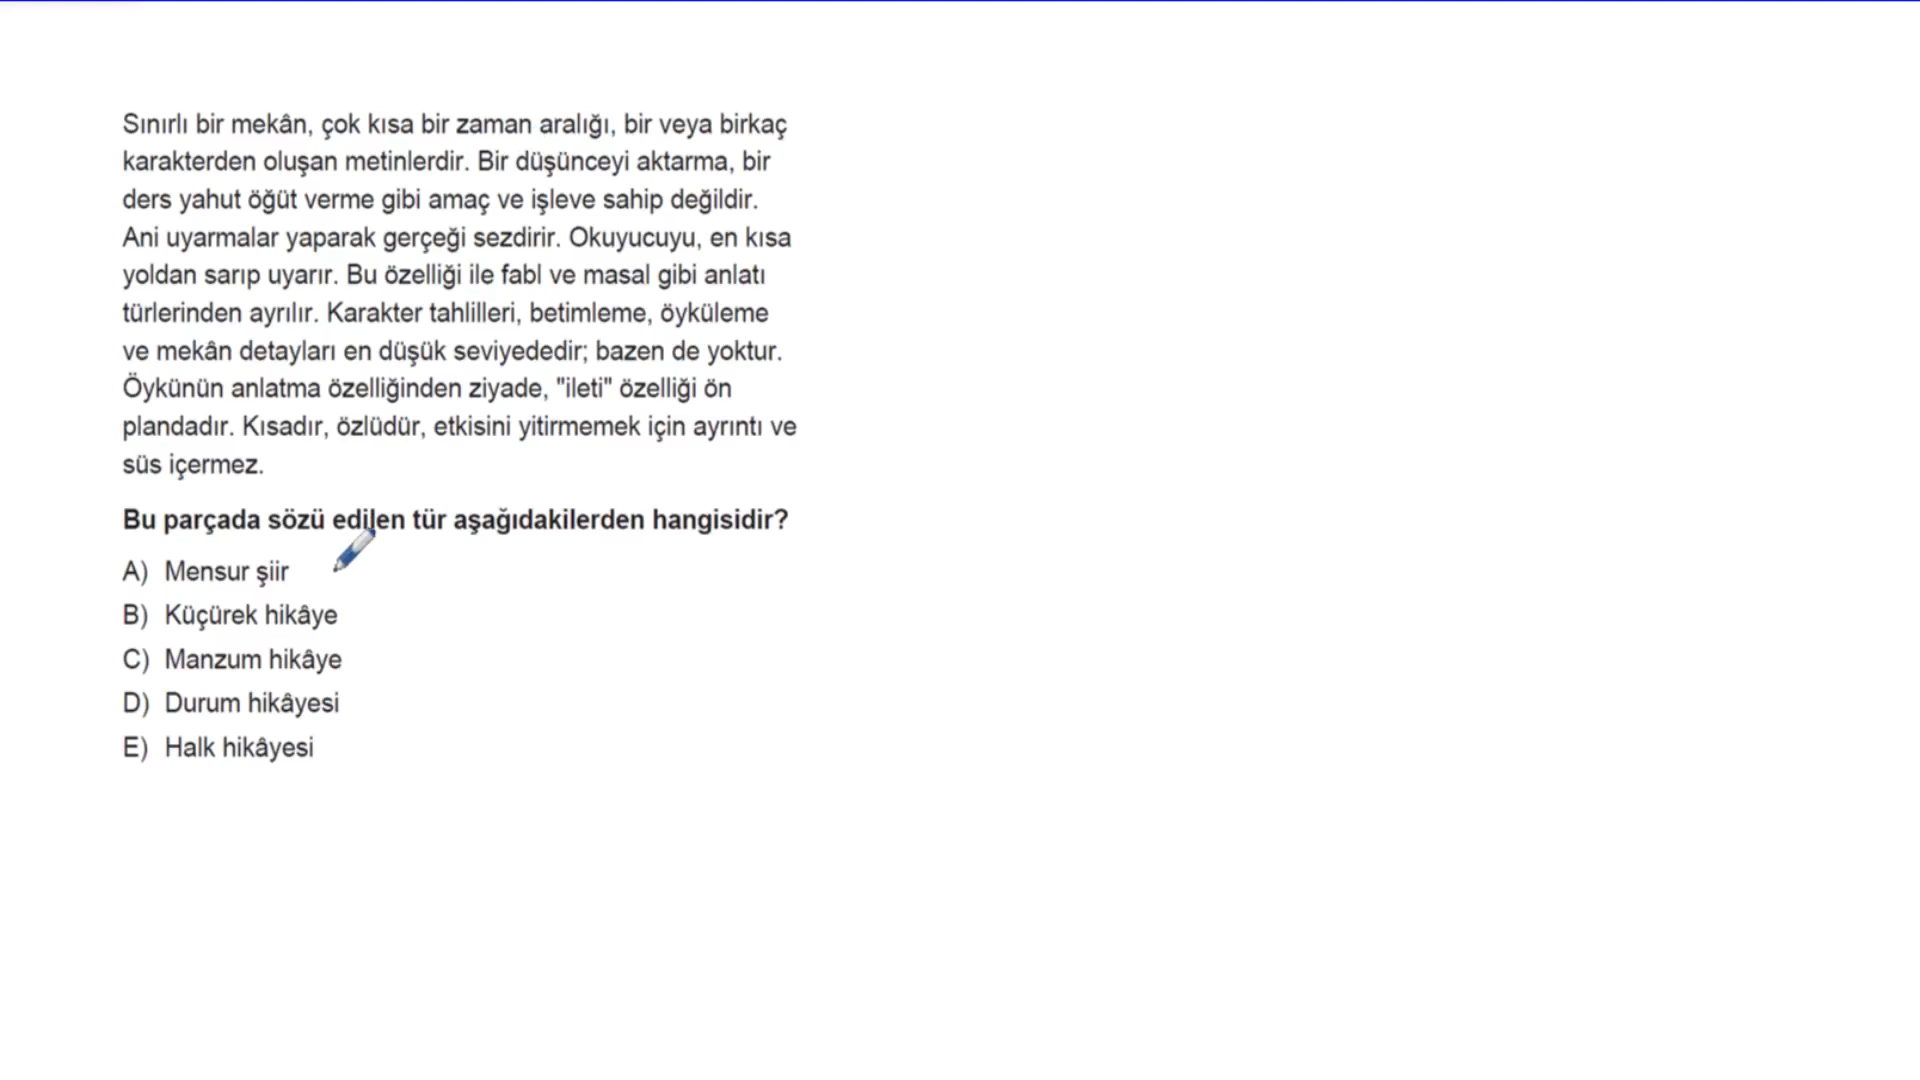 Sınırlı bir mekân, çok kısa bir zaman aralığı, bir veya birkaç
karakterden oluşan metinlerdir. Bir düşünceyi aktarma, bir
ders yahut öğüt verme gibi amaç ve işleve sahip değildir.
Ani uyarmalar yaparak gerçeği sezdirir. Okuyucuyu, en kısa
yoldan sarıp uyarır. Bu özelliği ile fabl ve masal gibi anlatı
türlerinden ayrılır. Karakter tahlilleri, betimleme, öyküleme
ve mekân detayları en düşük seviyededir; bazen de yoktur.
Öykünün anlatma özelliğinden ziyade, "ileti" özelliği ön
plandadır. Kısadır, özlüdür, etkisini yitirmemek için ayrıntı ve
süs içermez.
Bu parçada sözü edilen tür aşağıdakilerden hangisidir?
A) Mensur şiir
B) Küçürek hikâye
C) Manzum hikâye
D) Durum hikâyesi
E) Halk hikâyesi